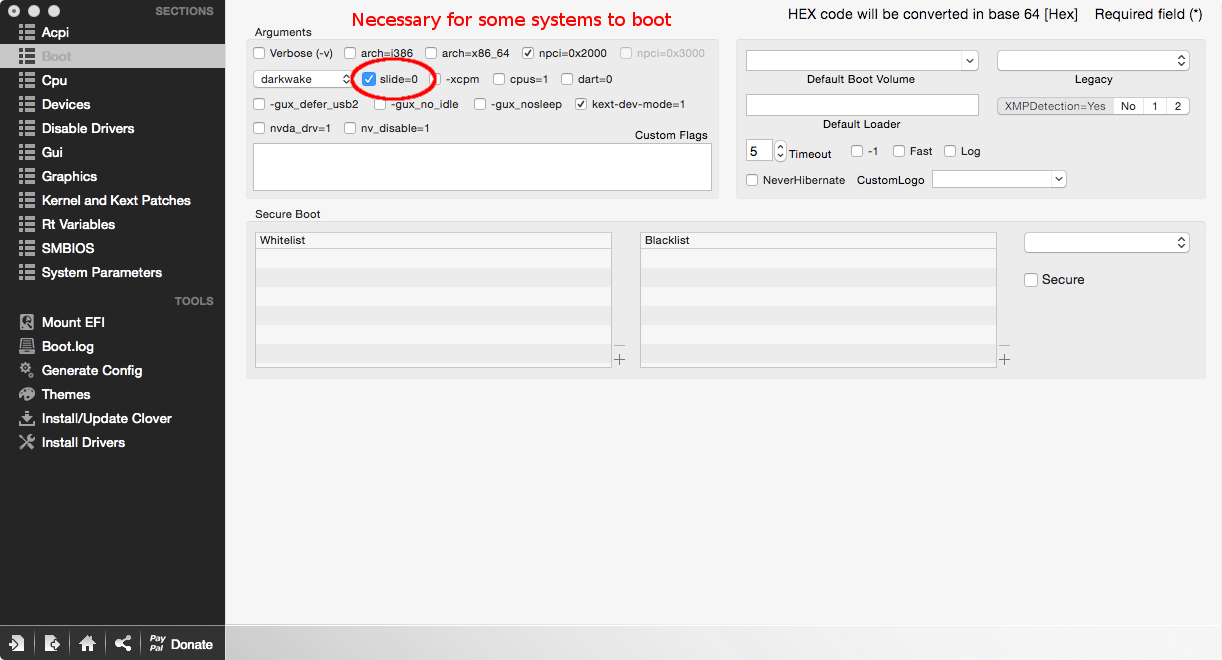 SECTIONS
Acpi
Boot
Cpu
Devices
Disable Drivers
Gui
Graphics
Kernel and Kext Patches
Rt Variables
SMBIOS
System Parameters
TOOLS
Mount EFI
Boot.log
Generate Config
Themes
Install/Update Clover
Install Drivers
Pay
Pal
Donate
Necessary for some systems to boot
HEX code will be converted in base 64 [Hex] Required field (*)
Arguments
Verbose (-v) arch=i386 arch=x86_64 npci=0x2000 npci=0x3000
darkwake slide=0 -xcpm cpus=1 dart=0
-gux_defer_usb2 -gux_no_idle -gux_nosleep kext-dev-mode=1
nvda_drv=1 nv_disable=1
Custom Flags
Default Boot Volume
Legacy
XMPDetection=Yes No 1 2
Default Loader
5 Timeout -1 Fast Log
NeverHibernate CustomLogo
Secure Boot
Whitelist
Blacklist
Secure